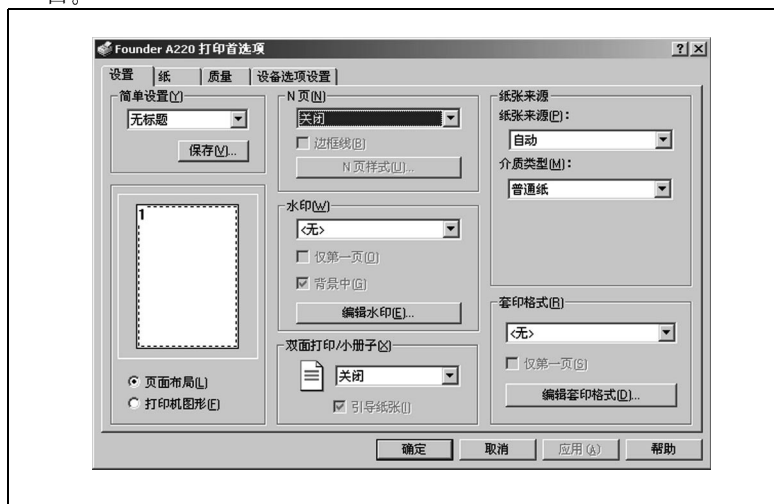 Founder A220 打印首选项
设置 纸 质量 设备选项设置
简单设置(Y)
无标题
保存(V)...
1
页面布局(L)
打印机图形(F)
N 页(N)
关闭
边框线(B)
N 页样式(U)...
水印(W)
<无>
仅第一页(O)
背景中(G)
编辑水印(E)...
双面打印/小册子(X)
关闭
引导纸张(I)
纸张来源
纸张来源(P):
自动
介质类型(M):
普通纸
套印格式(R)
<无>
仅第一页(S)
编辑套印格式(D)...
确定 取消 应用(A) 帮助